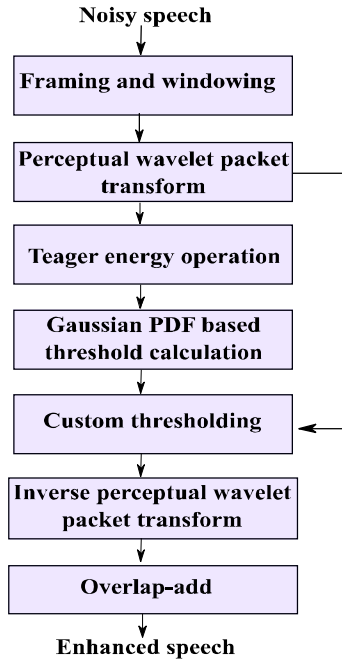 Noisy speech
Framing and windowing
Perceptual wavelet packet
transform
Teager energy operation
Gaussian PDF based
threshold calculation
Custom thresholding
Inverse perceptual wavelet
packet transform
Overlap-add
Enhanced speech